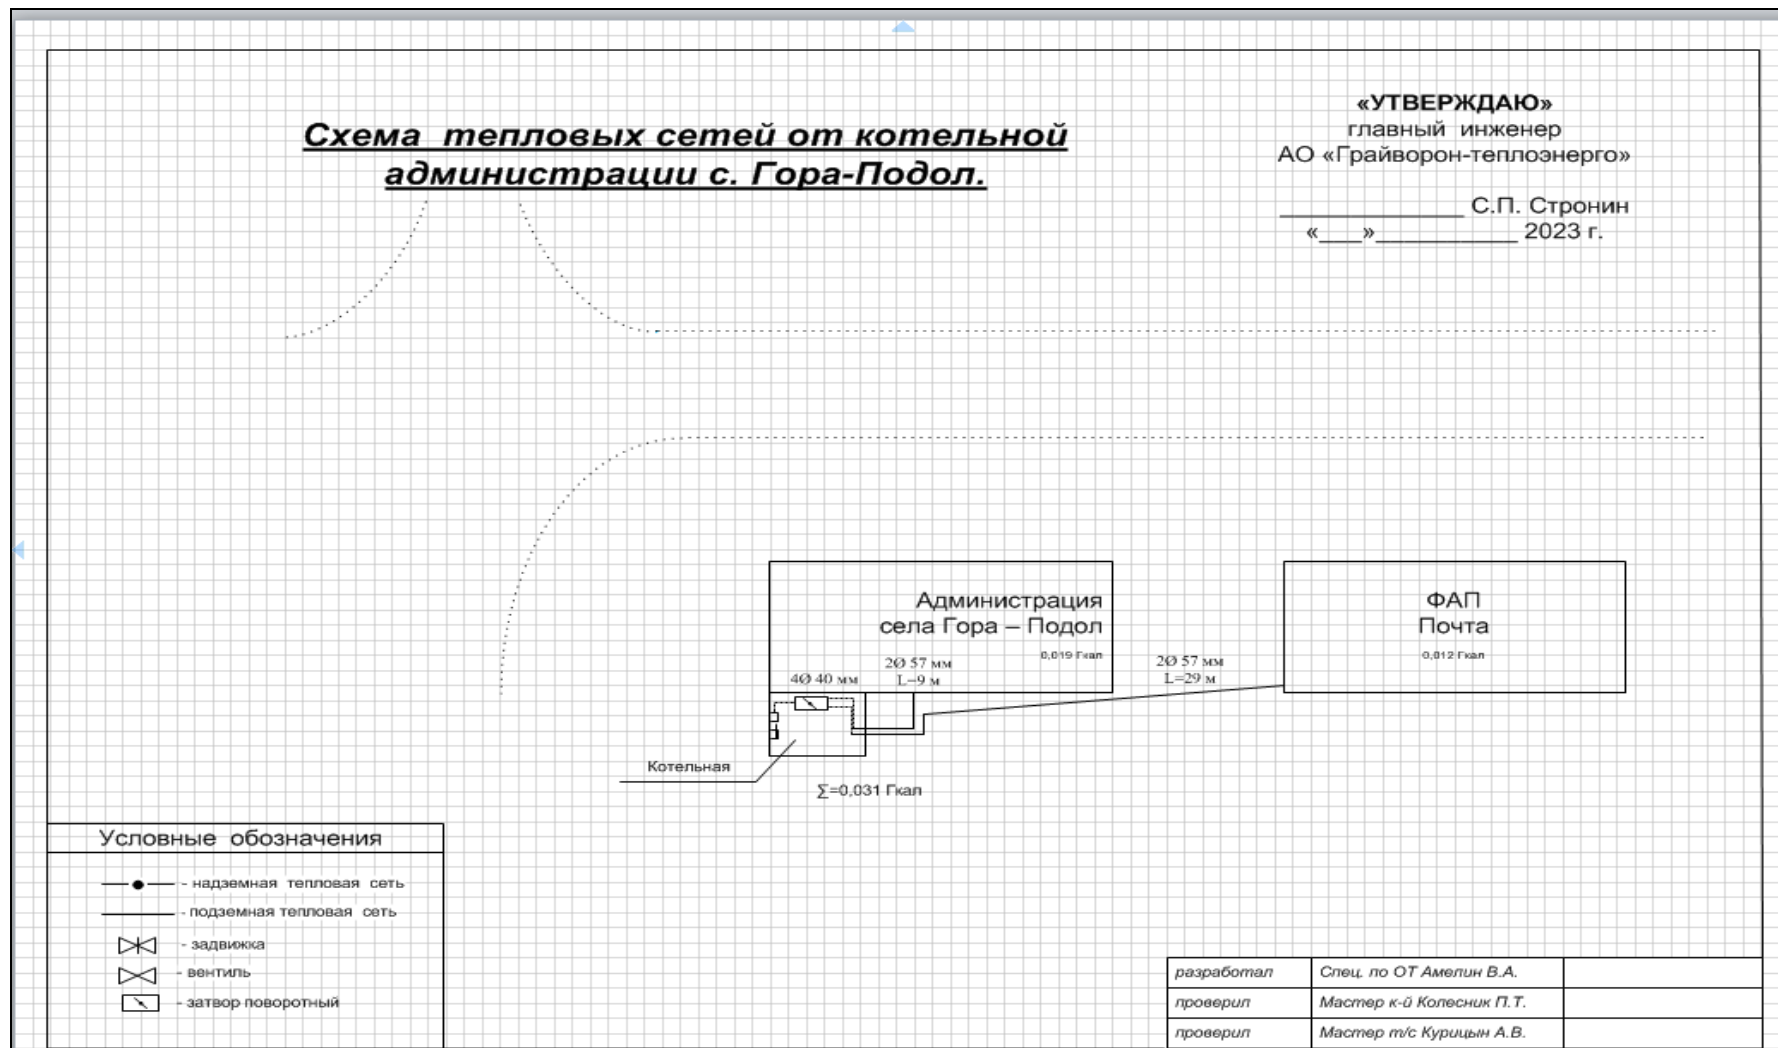 Схема тепловых сетей от котельной
администрации с. Гора-Подол.
«УТВЕРЖДАЮ»
главный инженер
АО «Грайворон-теплоэнерго»
_____________ С.П. Стронин
«___»__________ 2023 г.
Администрация
села Гора – Подол
0,019 Гкал
2Ø 57 мм
L=9 м
4Ø 40 мм
2Ø 57 мм
L=29 м
ФАП
Почта
0,012 Гкал
Котельная
∑=0,031 Гкал
Условные обозначения
- надземная тепловая сеть
- подземная тепловая сеть
- задвижка
- вентиль
- затвор поворотный
разработал Спец. по ОТ Амелин В.А.
проверил Мастер к-й Колесник П.Т.
проверил Мастер т/с Курицын А.В.